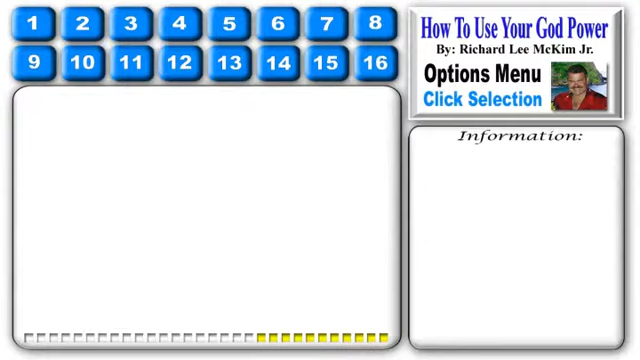 1 2 3 4 5 6 7 8
9 10 11 12 13 14 15 16
How To Use Your God Power
By: Richard Lee McKim Jr.
Options Menu
Click Selection
Information: